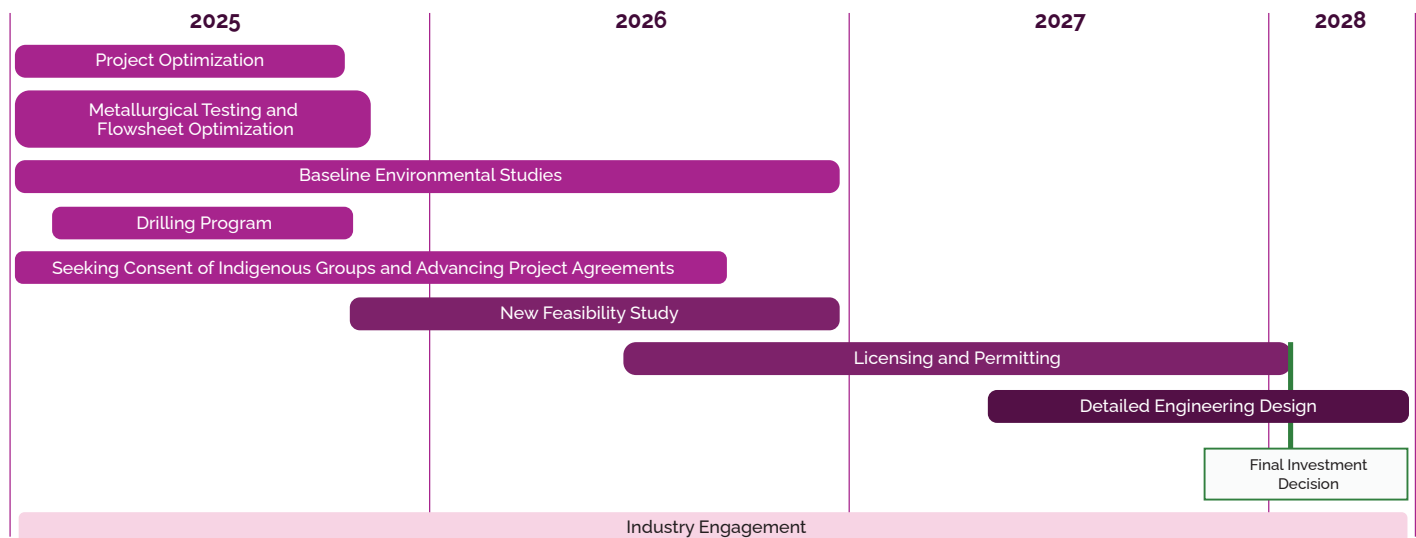 2025 2026 2027 2028
Project Optimization
Metallurgical Testing and
Flowsheet Optimization
Baseline Environmental Studies
Drilling Program
Seeking Consent of Indigenous Groups and Advancing Project Agreements
New Feasibility Study
Licensing and Permitting
Detailed Engineering Design
Final Investment
Decision
Industry Engagement